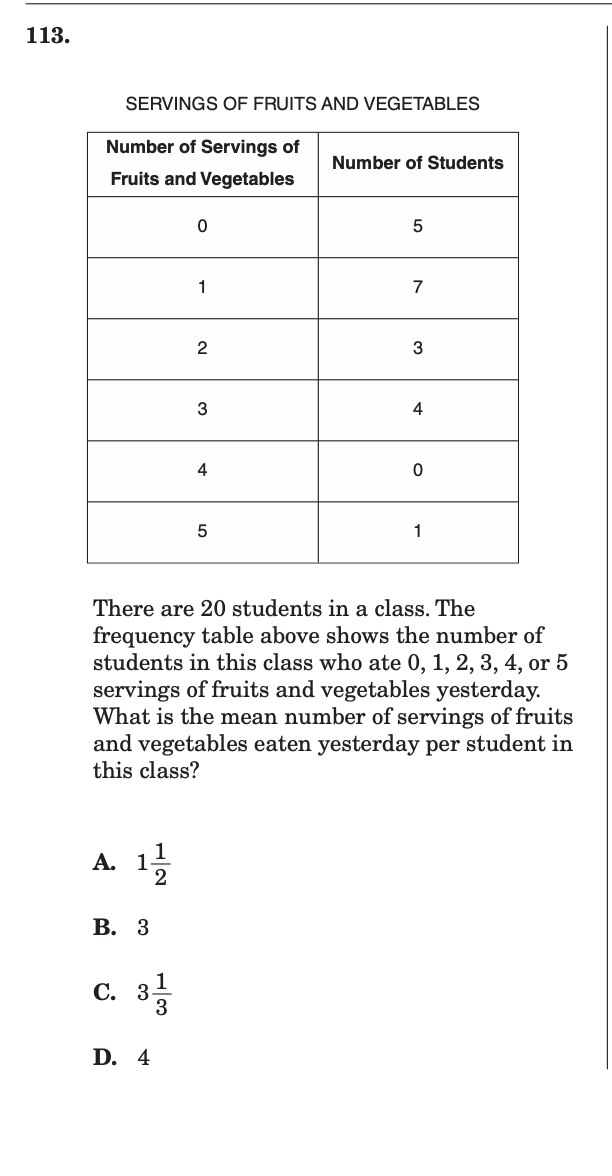 113.
SERVINGS OF FRUITS AND VEGETABLES
Number of Servings of
Fruits and Vegetables
Number of Students
0 5
1 7
2 3
3 4
4 0
5 1
There are 20 students in a class. The
frequency table above shows the number of
students in this class who ate 0, 1, 2, 3, 4, or 5
servings of fruits and vegetables yesterday.
What is the mean number of servings of fruits
and vegetables eaten yesterday per student in
this class?
A. 1 1/2
B. 3
C. 3 1/3
D. 4